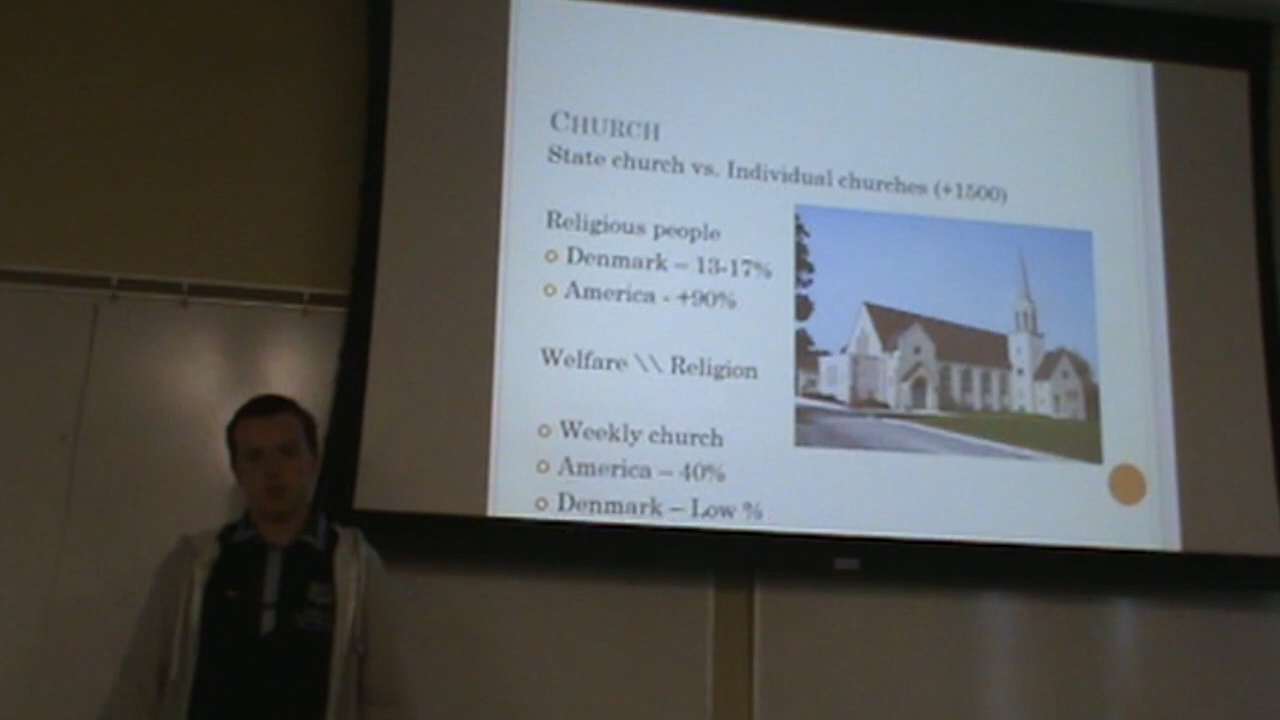 CHURCH
State church vs. Individual churches (+1500)
Religious people
Denmark – 13-17%
America - +90%
Welfare \\ Religion
Weekly church
America – 40%
Denmark – Low %